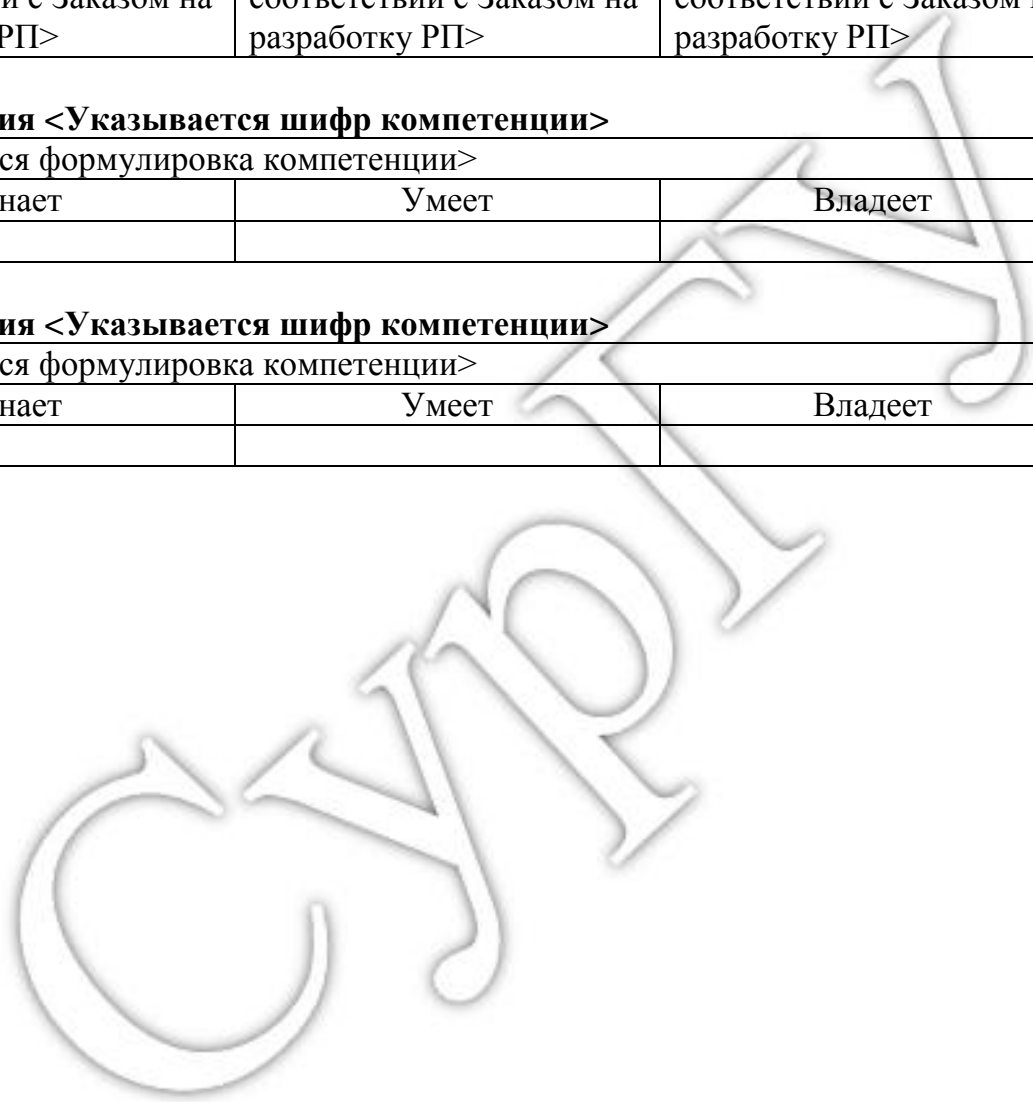 и с Заказом на соответствии с Заказом на соответствии с Заказом
РП> разработку РП> разработку РП>
ия <Указывается шифр компетенции>
ся формулировка компетенции>
нает Умеет Владеет
ия <Указывается шифр компетенции>
ся формулировка компетенции>
нает Умеет Владеет
СурГУ